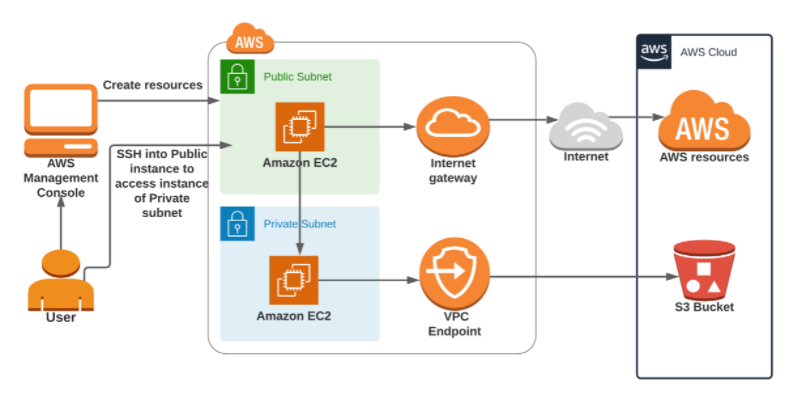 AWS
aws
AWS Cloud
Public Subnet
Create resources
AWS
Amazon EC2
SSH into Public
instance to
access instance
of Private
subnet
AWS
Management
Console
Internet
gateway
Internet
AWS resources
Private Subnet
Amazon EC2
VPC
Endpoint
S3 Bucket
User